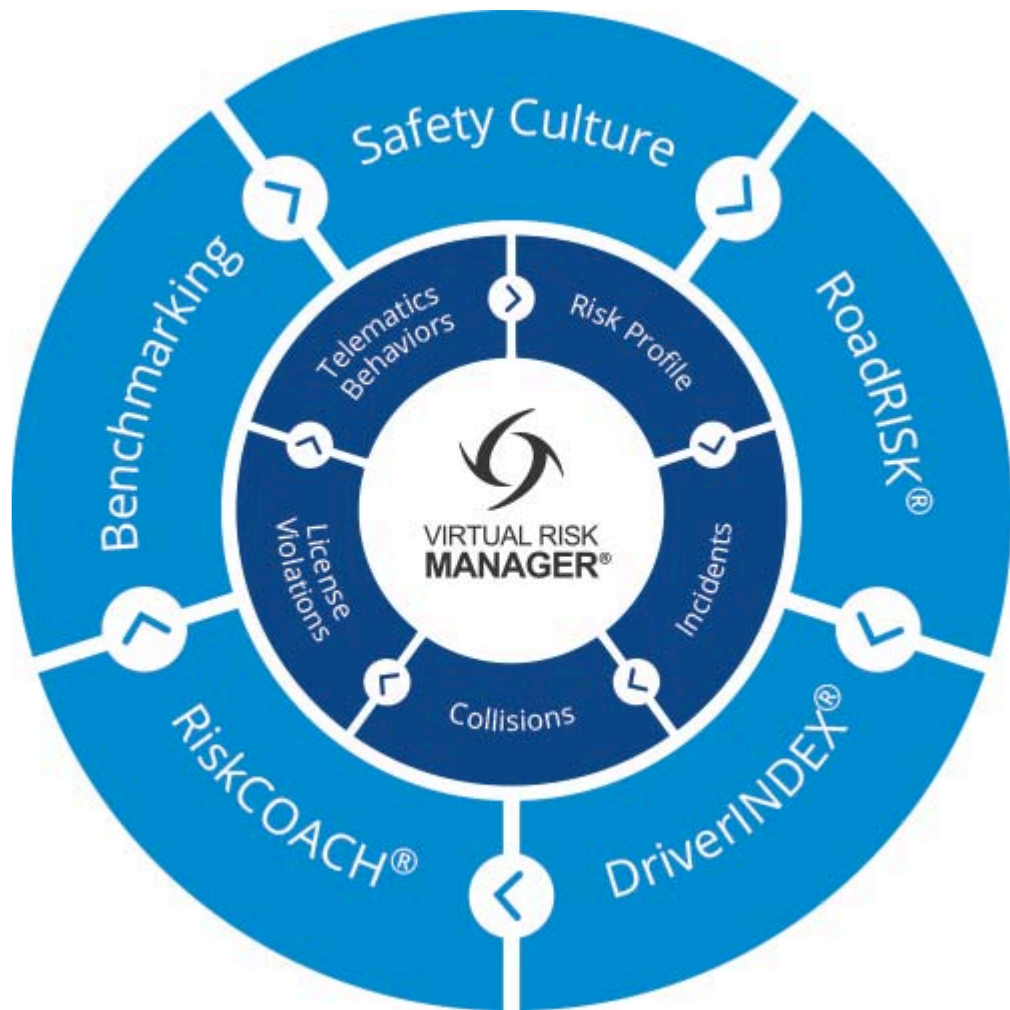 Safety Culture
RoadRISK®
DriverINDEX®
RiskCOACH®
Benchmarking
Risk Profile
Incidents
Collisions
License
Violations
Telematics
Behaviors
VIRTUAL RISK
MANAGER®